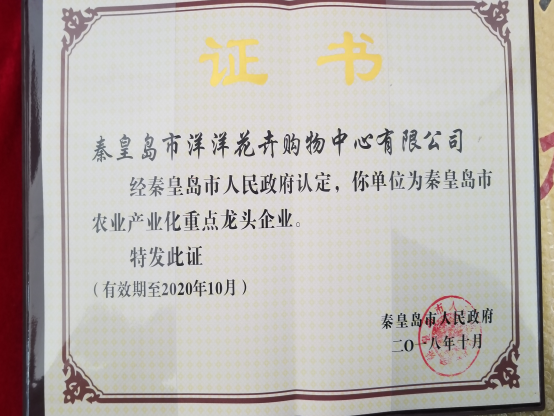 证书
秦皇岛市洋洋花卉购物中心有限公司
经秦皇岛市人民政府认定，你单位为秦皇岛市
农业产业化重点龙头企业。
特发此证
（有效期至2020年10月）
秦皇岛市人民政府
二〇一八年十月